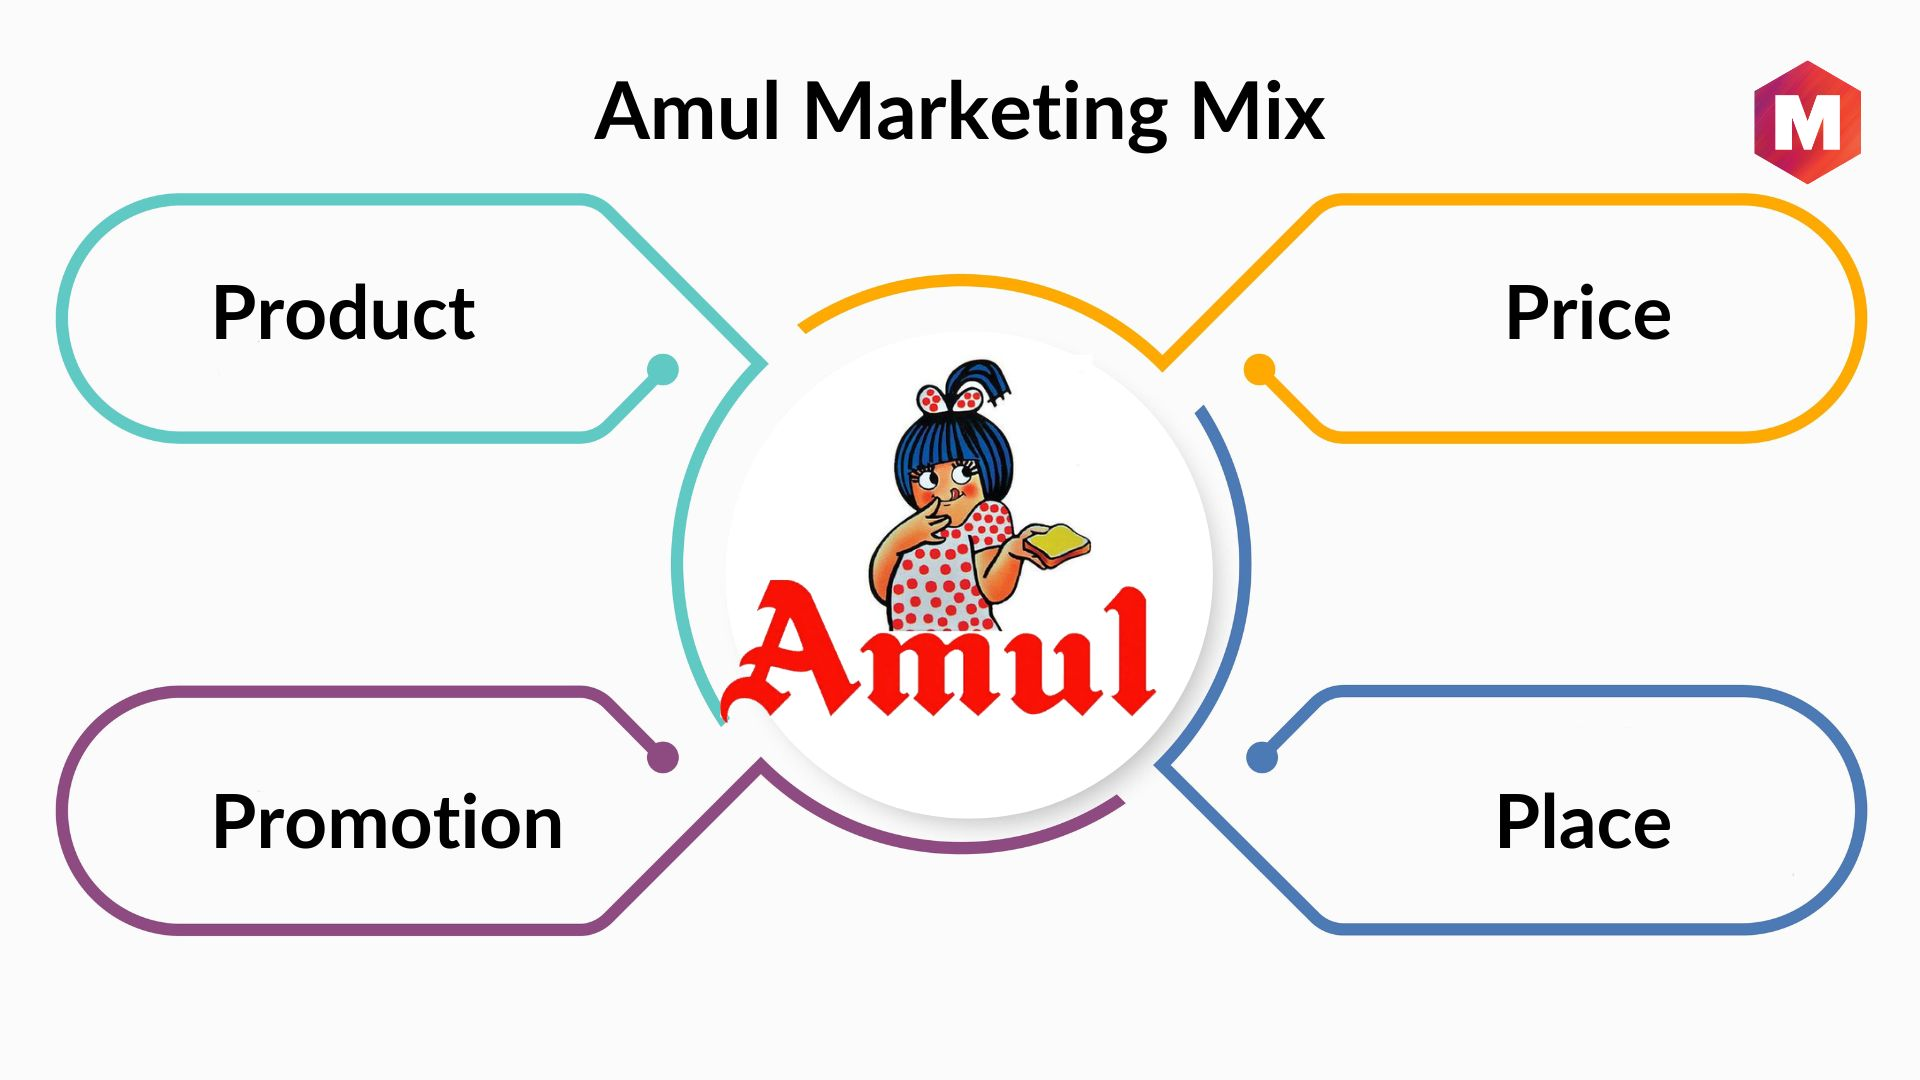 Amul Marketing Mix
M
Product
Price
Amul
Promotion
Place